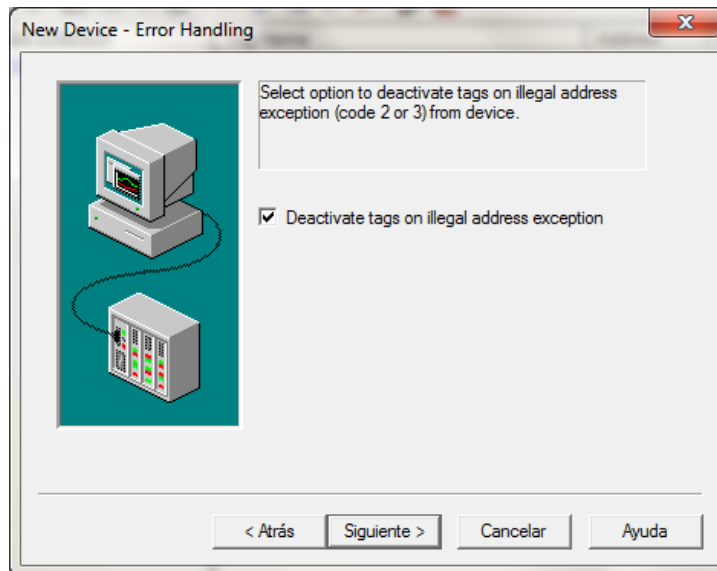 New Device - Error Handling
Select option to deactivate tags on illegal address
exception (code 2 or 3) from device.
Deactivate tags on illegal address exception
< Atrás
Siguiente >
Cancelar
Ayuda